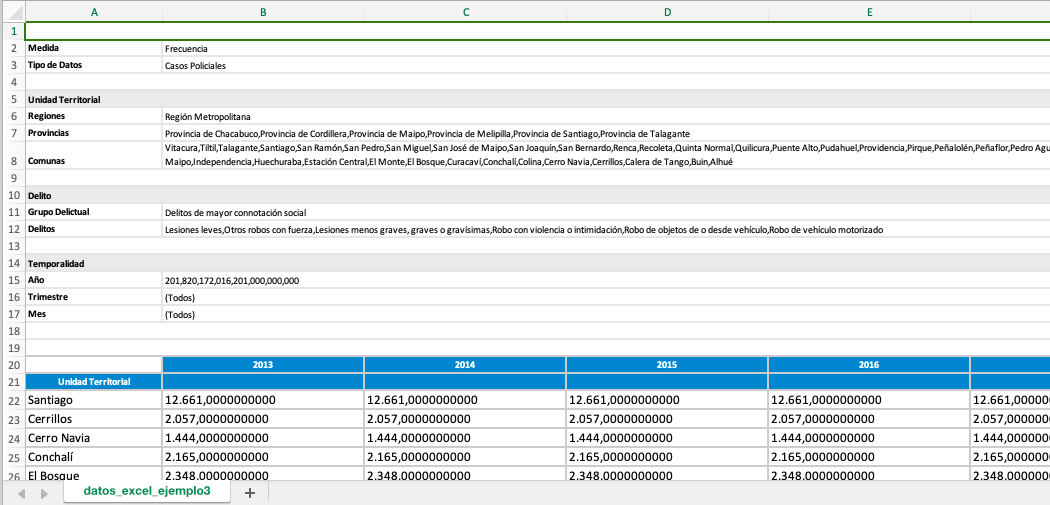 A B C D E
1
2 Medida Frecuencia
3 Tipo de Datos Casos Policiales
4
5 Unidad Territorial
6 Regiones Región Metropolitana
7 Provincias Provincia de Chacabuco,Provincia de Cordillera,Provincia de Maipo,Provincia de Melipilla,Provincia de Santiago,Provincia de Talagante
Vitacura,Tiltil,Talagante,Santiago,San Ramón,San Pedro,San Miguel,San José de Maipo,San Joaquín,San Bernardo,Renca,Recoleta,Quinta Normal,Quilicura,Puente Alto,Pudahuel,Providencia,Pirque,Peñalolén,Peñaflor,Pedro Agu
8 Comunas Maipo,Independencia,Huechuraba,Estación Central,El Monte,El Bosque,Curacaví,Conchalí,Colina,Cerro Navia,Cerrillos,Calera de Tango,Buin,Alhué
9
10 Delito
11 Grupo Delictual Delitos de mayor connotación social
12 Delitos Lesiones leves,Otros robos con fuerza,Lesiones menos graves, graves o gravísimas,Robo con violencia o intimidación,Robo de objetos de o desde vehículo,Robo de vehículo motorizado
13
14 Temporalidad
15 Año 201,820,172,016,201,000,000,000
16 Trimestre (Todos)
17 Mes (Todos)
18
19
20 2013 2014 2015 2016
21 Unidad Territorial
22 Santiago 12.661,0000000000 12.661,0000000000 12.661,0000000000 12.661,0000000000 12.661,00000
23 Cerrillos 2.057,0000000000 2.057,0000000000 2.057,0000000000 2.057,0000000000 2.057,000000
24 Cerro Navia 1.444,0000000000 1.444,0000000000 1.444,0000000000 1.444,0000000000 1.444,000000
25 Conchalí 2.165,0000000000 2.165,0000000000 2.165,0000000000 2.165,0000000000 2.165,000000
26 El Bosque 2.348,0000000000 2.348,0000000000 2.348,0000000000 2.348,0000000000 2.348,000000
datos_excel_ejemplo3 +